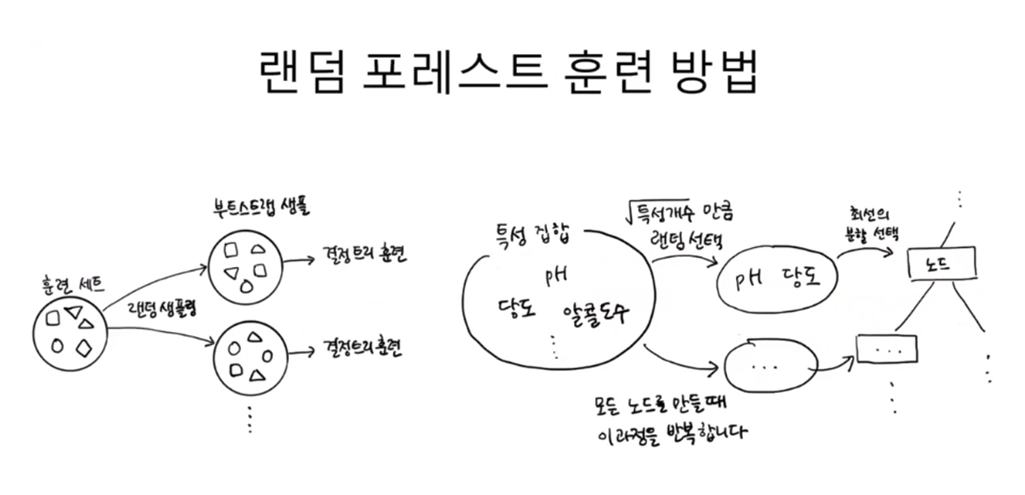 랜덤 포레스트 훈련 방법
부트스트랩 샘플
결정트리 훈련
훈련 세트
랜덤 샘플링
결정트리 훈련
특성 집합
pH
당도 알콜도수
√특성개수 만큼
랜덤 선택
pH 당도
최선의
분할 선택
노드
모든 노드를 만들 때
이과정을 반복합니다